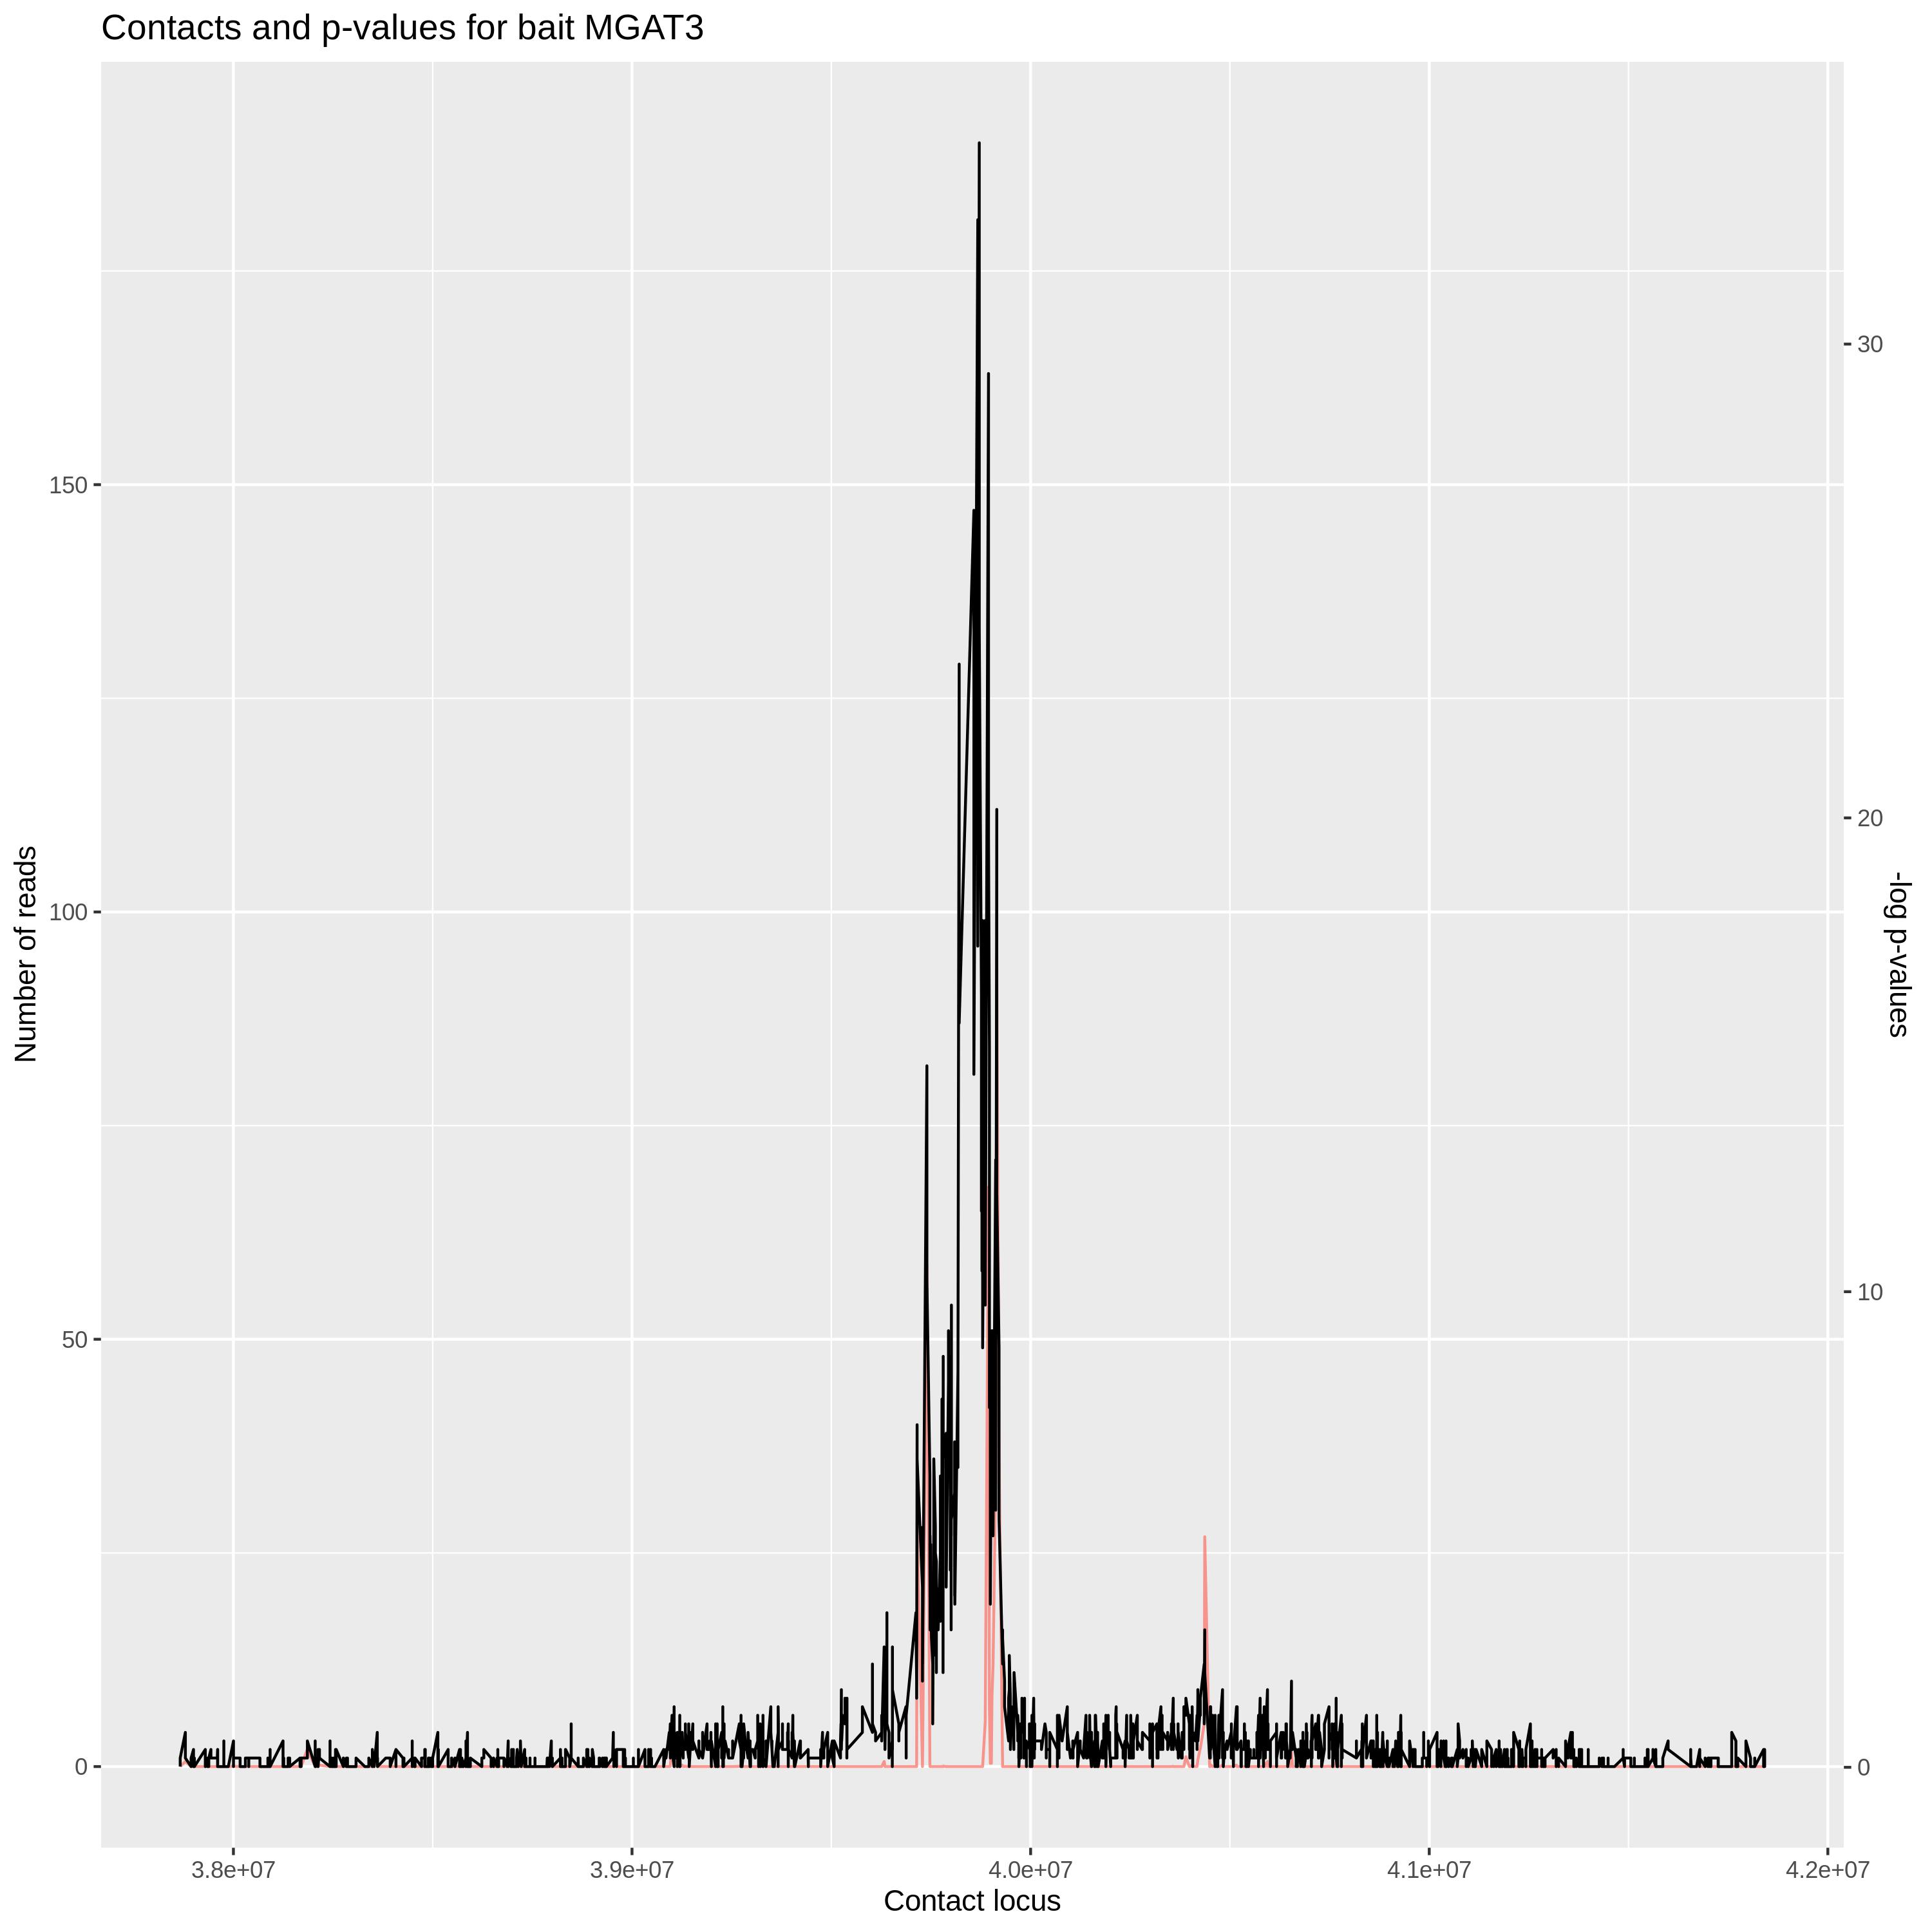 Contacts and p-values for bait MGAT3
Number of reads
150
100
50
0
30
20
10
0
-log p-values
3.8e+07
3.9e+07
4.0e+07
4.1e+07
4.2e+07
Contact locus